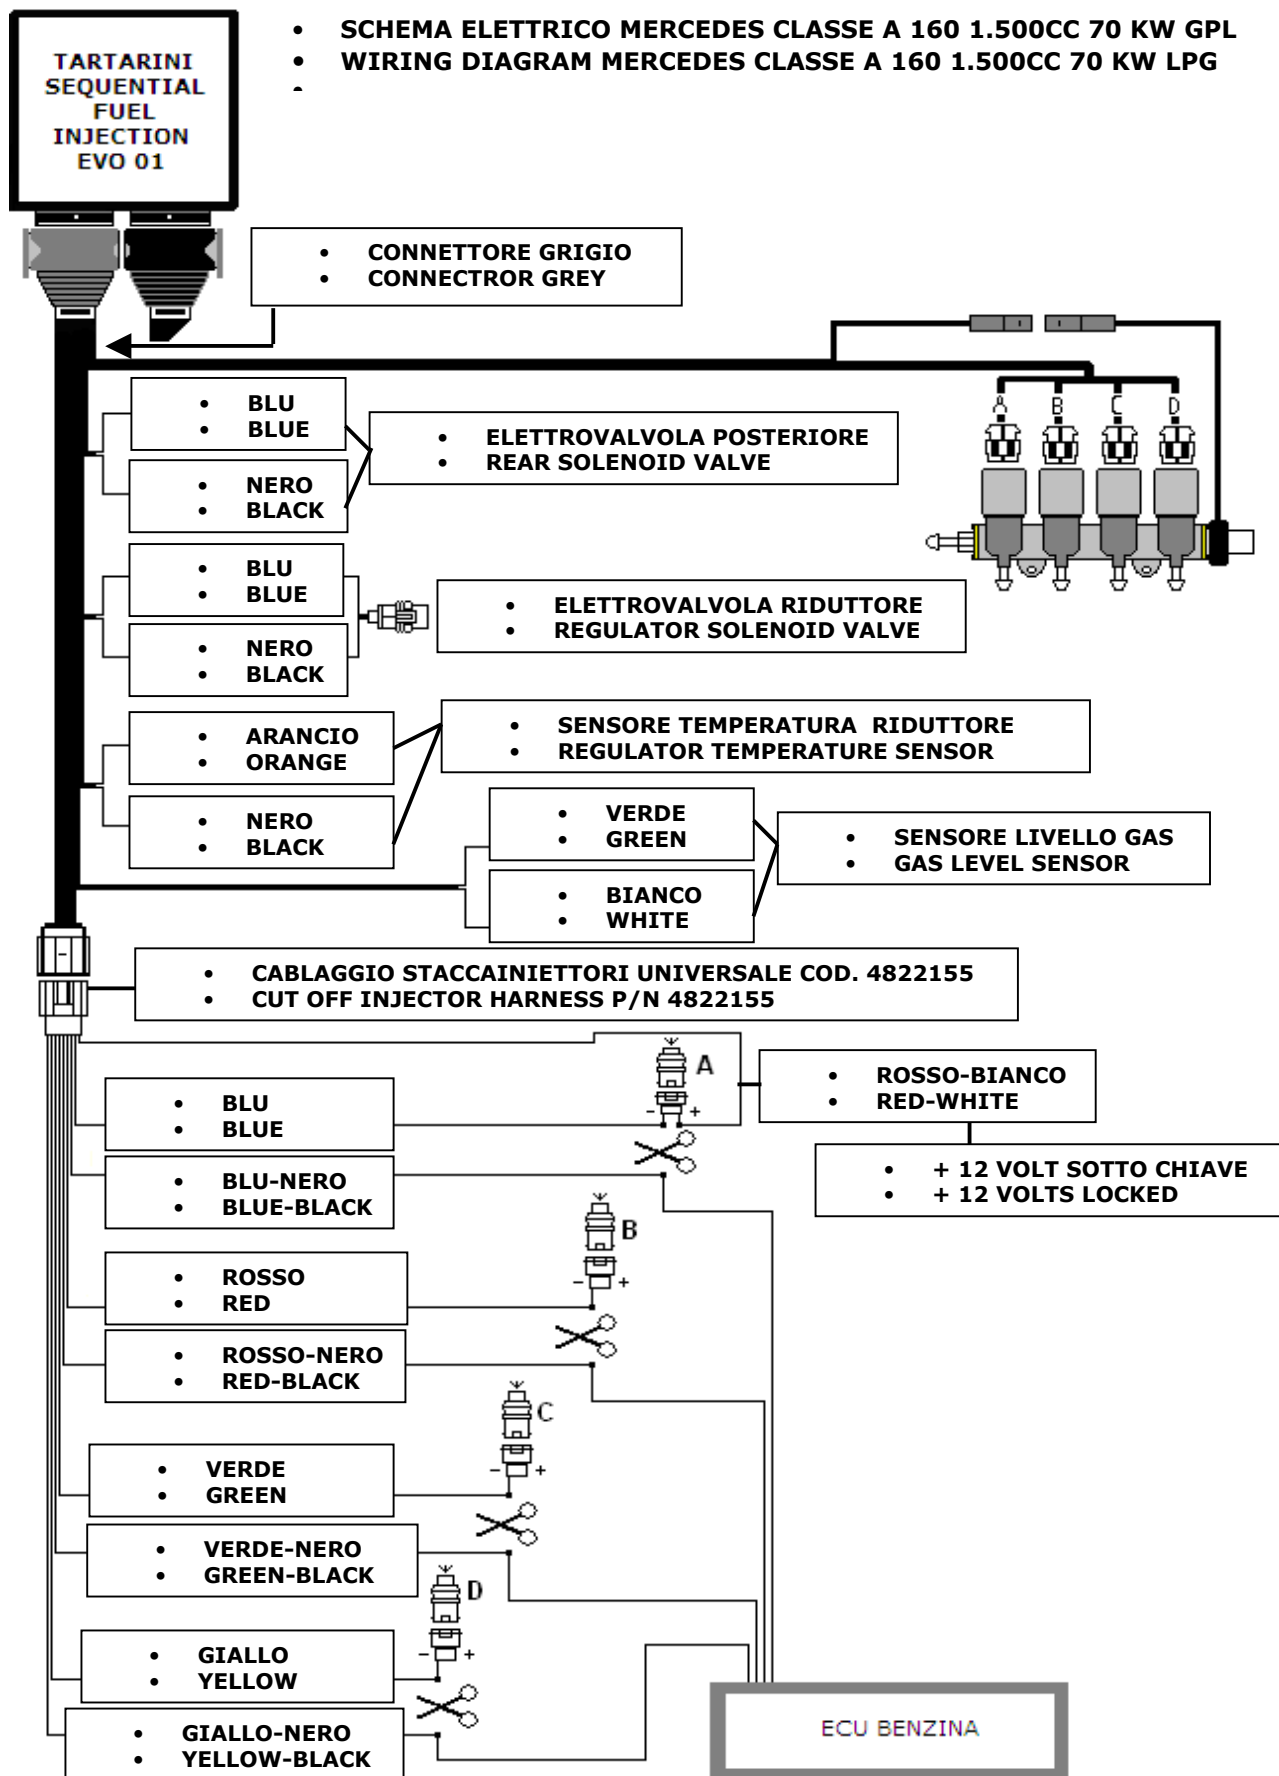 • SCHEMA ELETTRICO MERCEDES CLASSE A 160 1.500CC 70 KW GPL
• WIRING DIAGRAM MERCEDES CLASSE A 160 1.500CC 70 KW LPG
•
TARTARINI
SEQUENTIAL
FUEL
INJECTION
EVO 01
• CONNETTORE GRIGIO
• CONNECTROR GREY
A B C D
• BLU
• BLUE
• NERO
• BLACK
• ELETTROVALVOLA POSTERIORE
• REAR SOLENOID VALVE
• BLU
• BLUE
• NERO
• BLACK
• ELETTROVALVOLA RIDUTTORE
• REGULATOR SOLENOID VALVE
• ARANCIO
• ORANGE
• NERO
• BLACK
• SENSORE TEMPERATURA RIDUTTORE
• REGULATOR TEMPERATURE SENSOR
• VERDE
• GREEN
• BIANCO
• WHITE
• SENSORE LIVELLO GAS
• GAS LEVEL SENSOR
• CABLAGGIO STACCAINIETTORI UNIVERSALE COD. 4822155
• CUT OFF INJECTOR HARNESS P/N 4822155
A
- +
• ROSSO-BIANCO
• RED-WHITE
• + 12 VOLT SOTTO CHIAVE
• + 12 VOLTS LOCKED
• BLU
• BLUE
• BLU-NERO
• BLUE-BLACK
B
- +
• ROSSO
• RED
• ROSSO-NERO
• RED-BLACK
C
- +
• VERDE
• GREEN
• VERDE-NERO
• GREEN-BLACK
D
- +
• GIALLO
• YELLOW
• GIALLO-NERO
• YELLOW-BLACK
ECU BENZINA